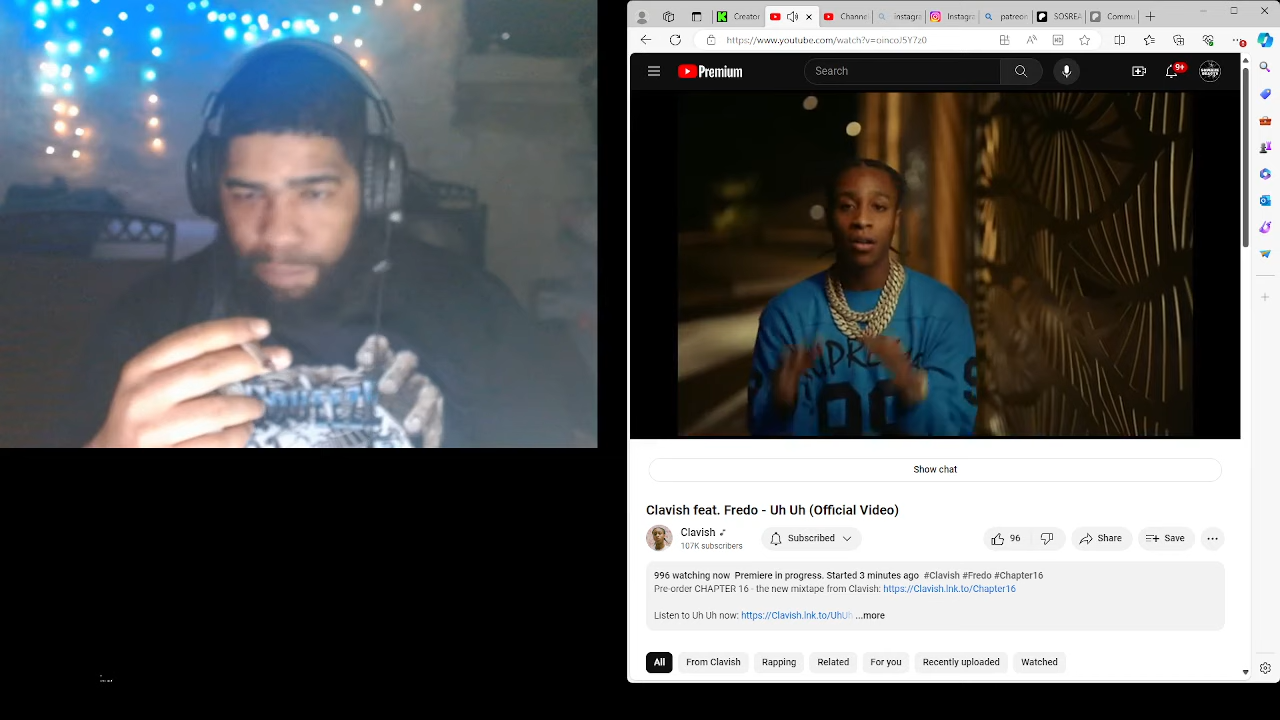 Creator
Channe
instagra
Instagra
patreon
SOSREA
Commu
https://www.youtube.com/watch?v=oincoJ5Y7z0
Premium
Search
9+
SUPREME
Show chat
Clavish feat. Fredo - Uh Uh (Official Video)
Clavish
107K subscribers
Subscribed
96
Share
Save
996 watching now Premiere in progress. Started 3 minutes ago #Clavish #Fredo #Chapter16
Pre-order CHAPTER 16 - the new mixtape from Clavish: https://Clavish.lnk.to/Chapter16
Listen to Uh Uh now: https://Clavish.lnk.to/UhUh ...more
All
From Clavish
Rapping
Related
For you
Recently uploaded
Watched